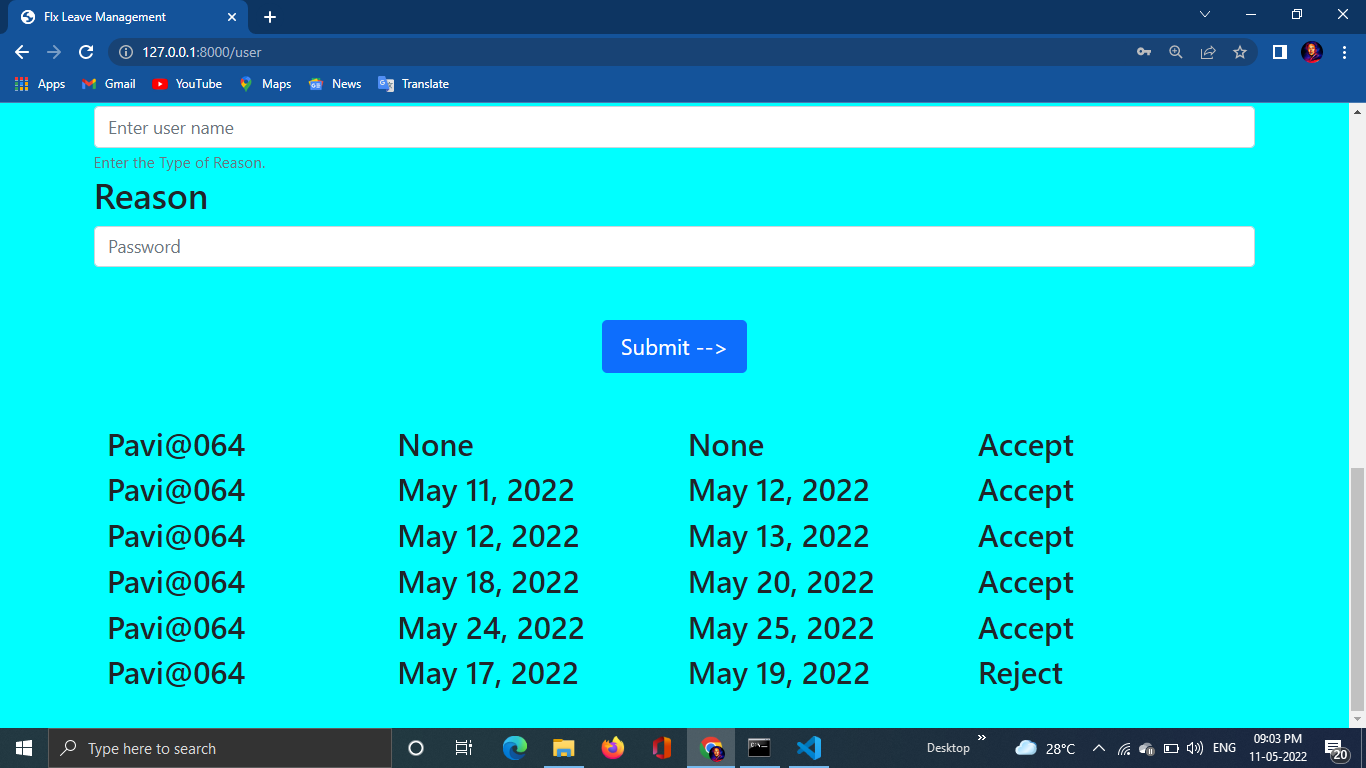 Flx Leave Management
127.0.0.1:8000/user
Apps Gmail YouTube Maps News Translate
Enter user name
Enter the Type of Reason.
Reason
Password
Submit -->
Pavi@064 None None Accept
Pavi@064 May 11, 2022 May 12, 2022 Accept
Pavi@064 May 12, 2022 May 13, 2022 Accept
Pavi@064 May 18, 2022 May 20, 2022 Accept
Pavi@064 May 24, 2022 May 25, 2022 Accept
Pavi@064 May 17, 2022 May 19, 2022 Reject
Type here to search Desktop 28°C ENG 09:03 PM
11-05-2022 20